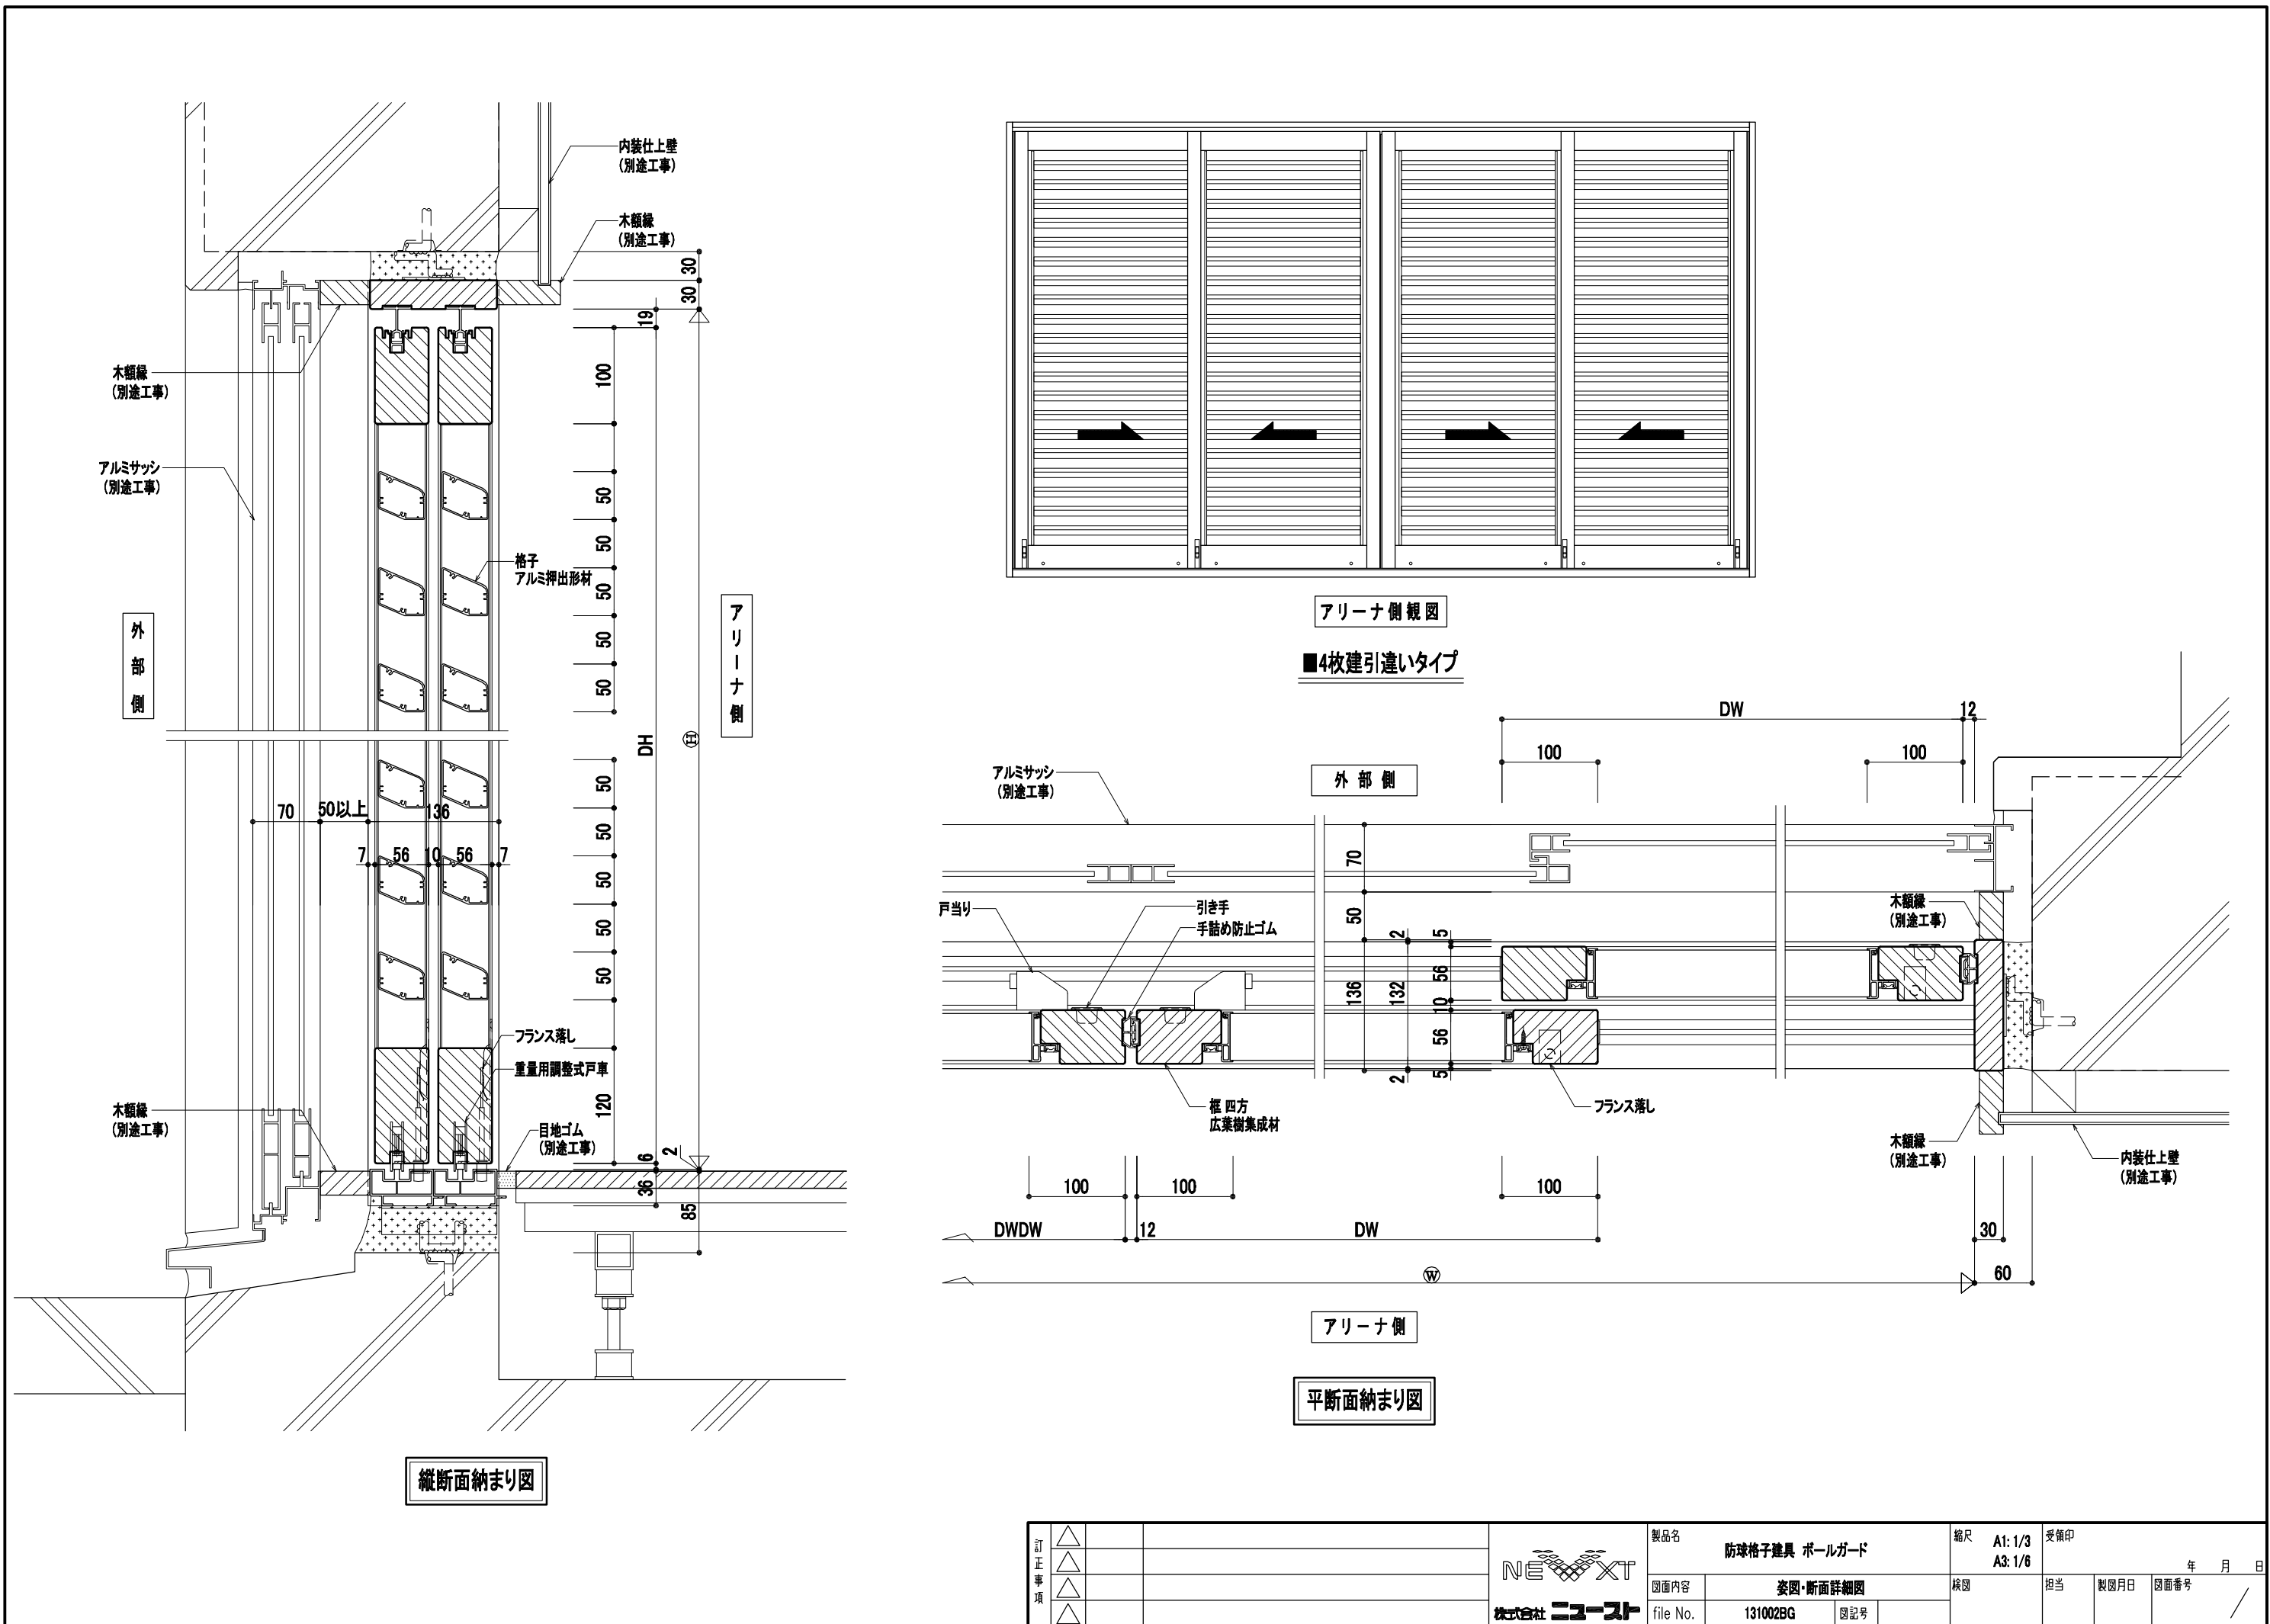 内装仕上壁
(別途工事)
木額縁
(別途工事)
30
30
19
100
木額縁
(別途工事)
アルミサッシ
(別途工事)
50
50
格子
アルミ押出形材
50
50
50
外部側
アリーナ側
DH
H
50
70
50以上
136
50
7
56
10
56
7
50
50
50
フランス落し
重量用調整式戸車
120
木額縁
(別途工事)
目地ゴム
(別途工事)
6
2
36
85
縦断面納まり図
アリーナ側観図
■4枚建引違いタイプ
DW
12
100
100
アルミサッシ
(別途工事)
外部側
70
戸当り
引き手
手詰め防止ゴム
50
2
5
136
132
56
10
56
2
5
木額縁
(別途工事)
框 四方
広葉樹集成材
フランス落し
木額縁
(別途工事)
内装仕上壁
(別途工事)
100
100
100
DWDW
12
DW
30
W
60
アリーナ側
平断面納まり図
訂正事項
NEXT
株式会社 ニュースト
製品名
防球格子建具 ボールガード
縮尺
A1:1/3
A3:1/6
受領印
年 月 日
図面内容
姿図・断面詳細図
検図
担当
製図月日
図面番号
file No.
131002BG
図記号